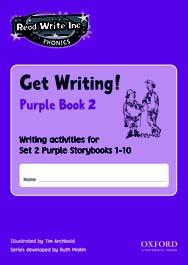 Read Write Inc.
PHONICS
Get Writing!
Purple Book 2
Writing activities for
Set 2 Purple Storybooks 1-10
Name
Illustrated by Tim Archbold
Series developed by Ruth Miskin
OXFORD
UNIVERSITY PRESS